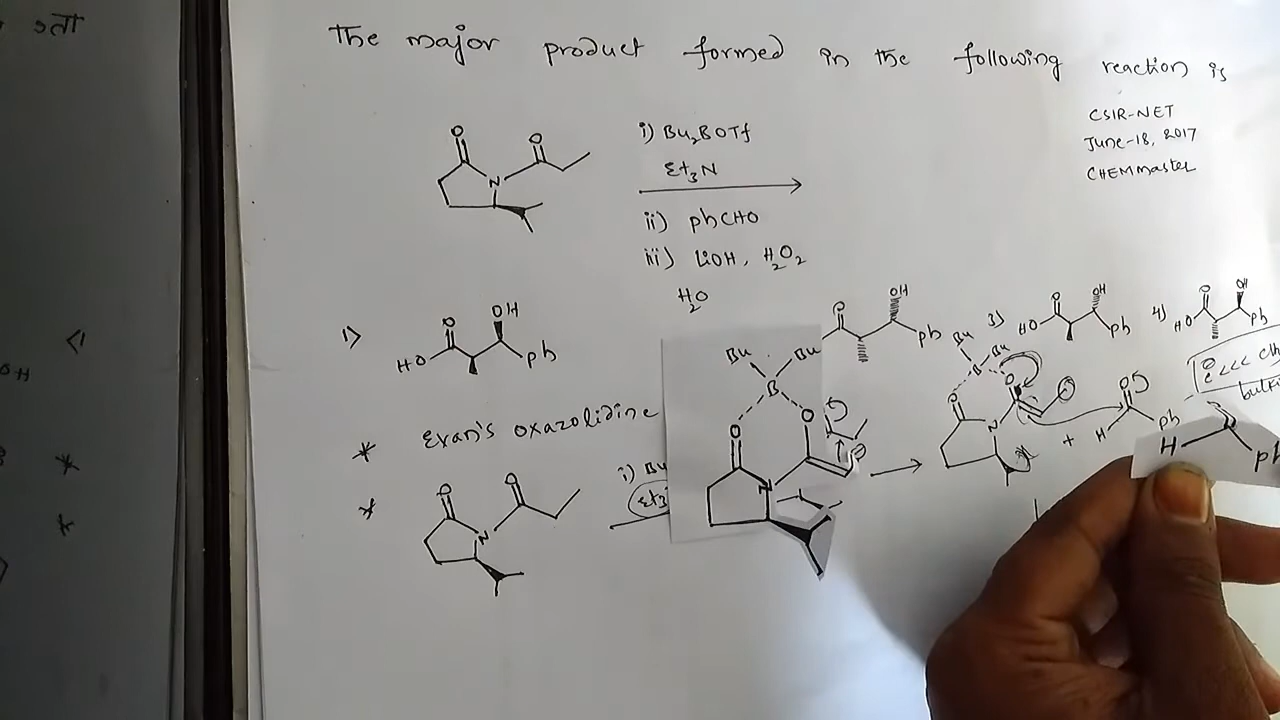 The major product formed in the following reaction is
CSIR-NET
June-18, 2017
CHEMmaster
O O N
i) Bu₂BOTf
Et₃N
ii) PhCHO
iii) LiOH, H₂O₂
H₂O
1) HO O OH Ph
O OH Ph
3) HO O OH Ph
4) HO O OH Ph
* Evan's oxazolidine
* O O N
i) Bu
Et₃
Bu Bu
B
O O
N
Bu Bu
B
O O
N
+ H O Ph
H O Ph